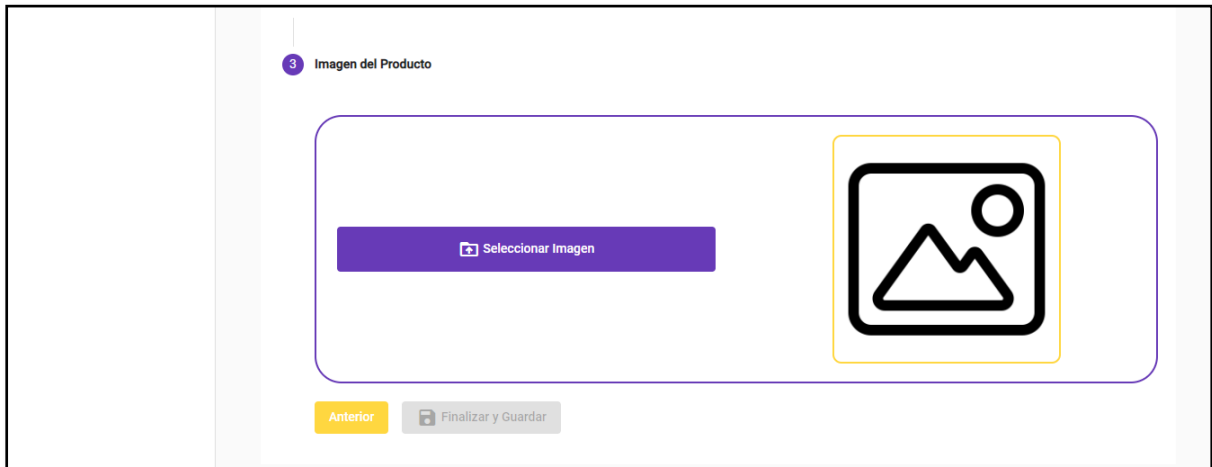 3 Imagen del Producto
Seleccionar Imagen
Anterior Finalizar y Guardar